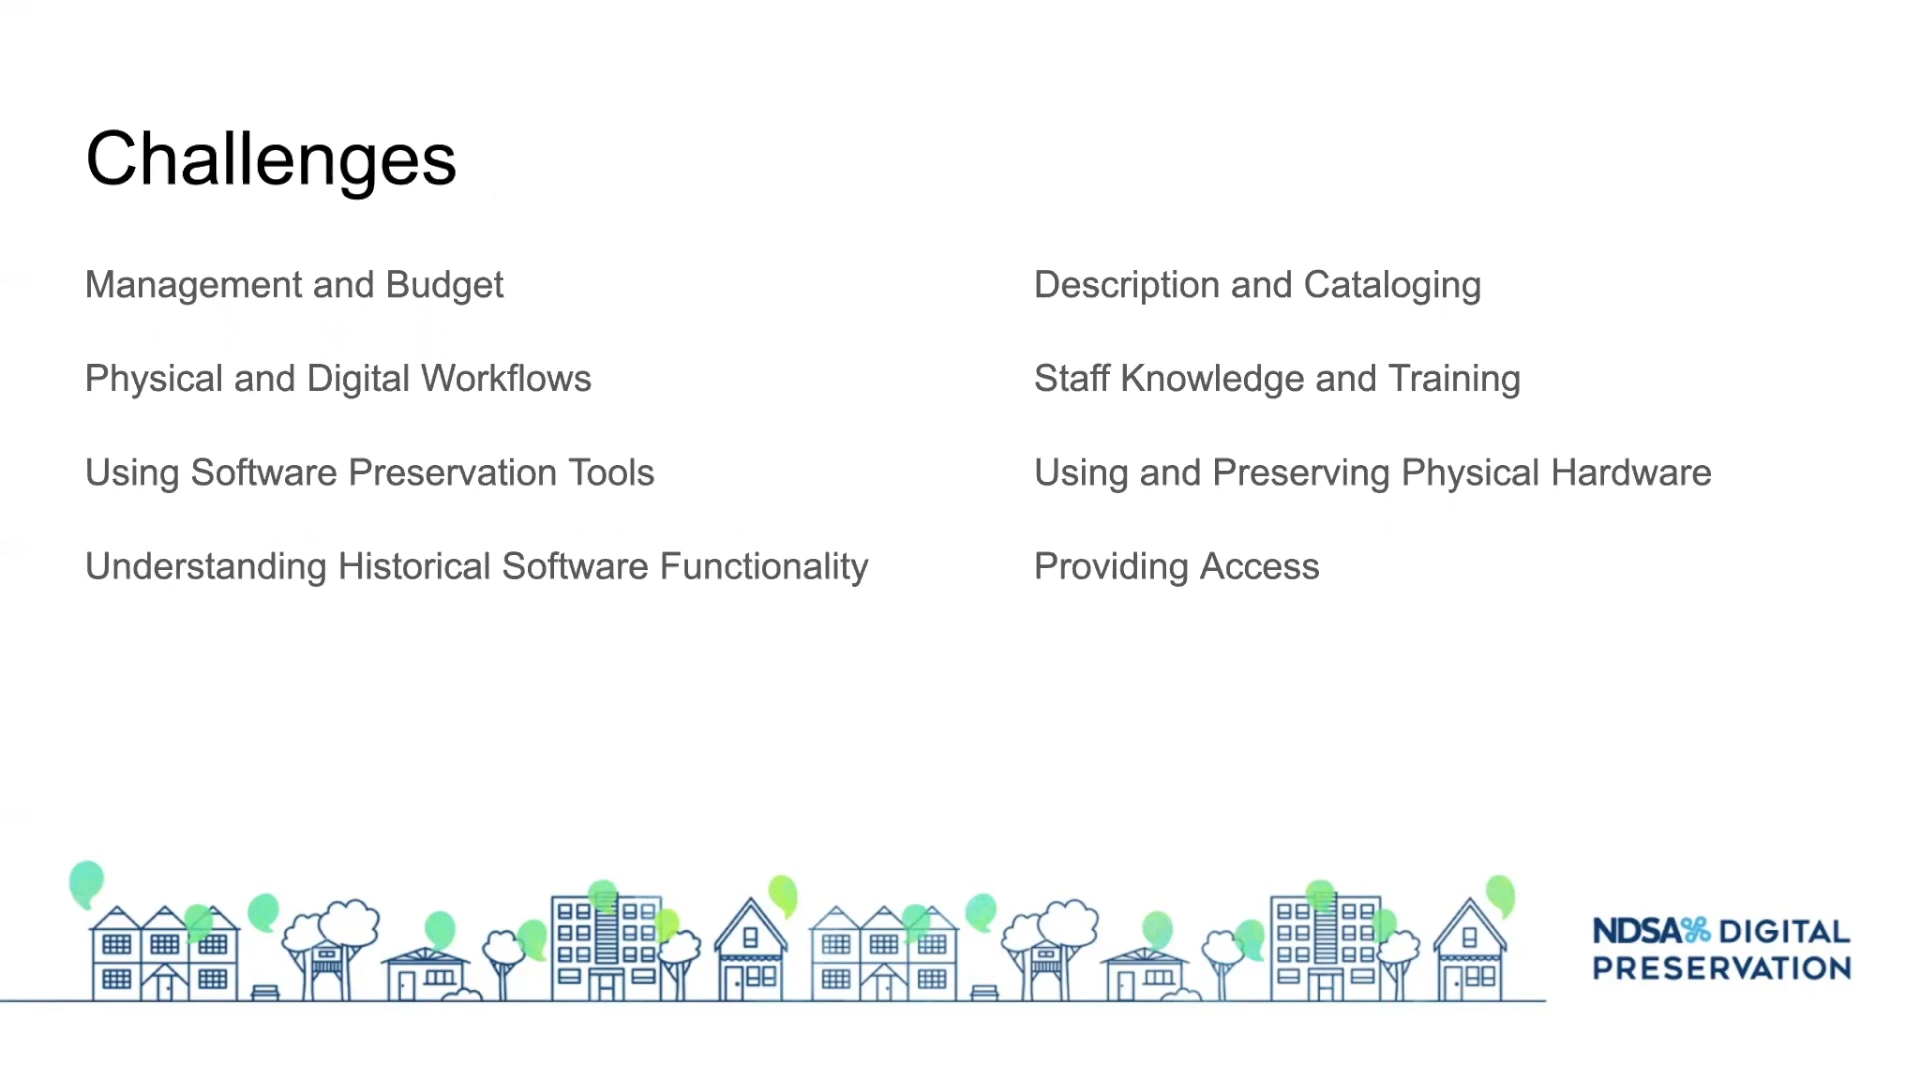 Challenges
Management and Budget
Physical and Digital Workflows
Using Software Preservation Tools
Understanding Historical Software Functionality
Description and Cataloging
Staff Knowledge and Training
Using and Preserving Physical Hardware
Providing Access
NDSA DIGITAL
PRESERVATION